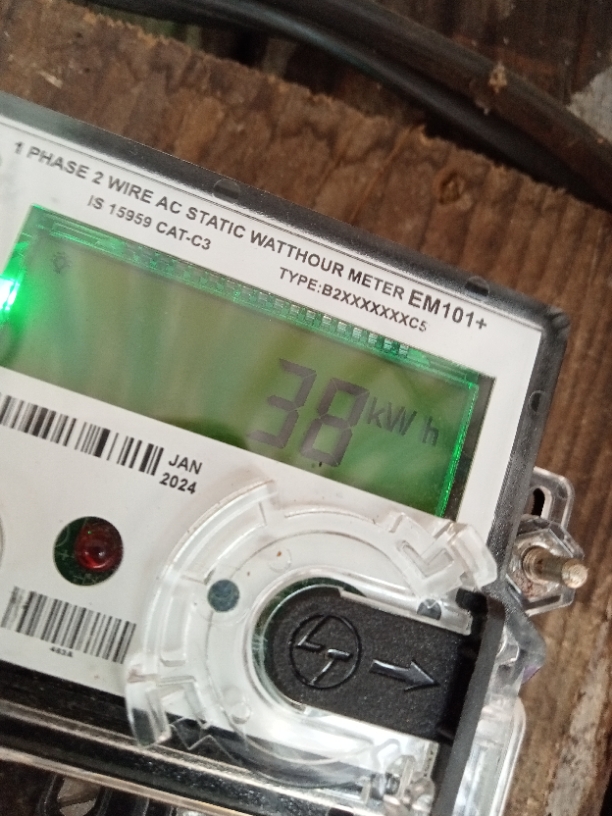 1 PHASE 2 WIRE AC STATIC WATTHOUR METER EM101+
IS 15959 CAT-C3
TYPE:B2XXXXXXXC5
38 kWh
JAN
2024
LT